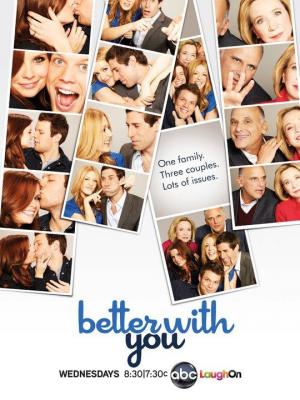 One family.
Three couples.
Lots of issues.
better with
you
WEDNESDAYS 8:30|7:30c abc LaughOn